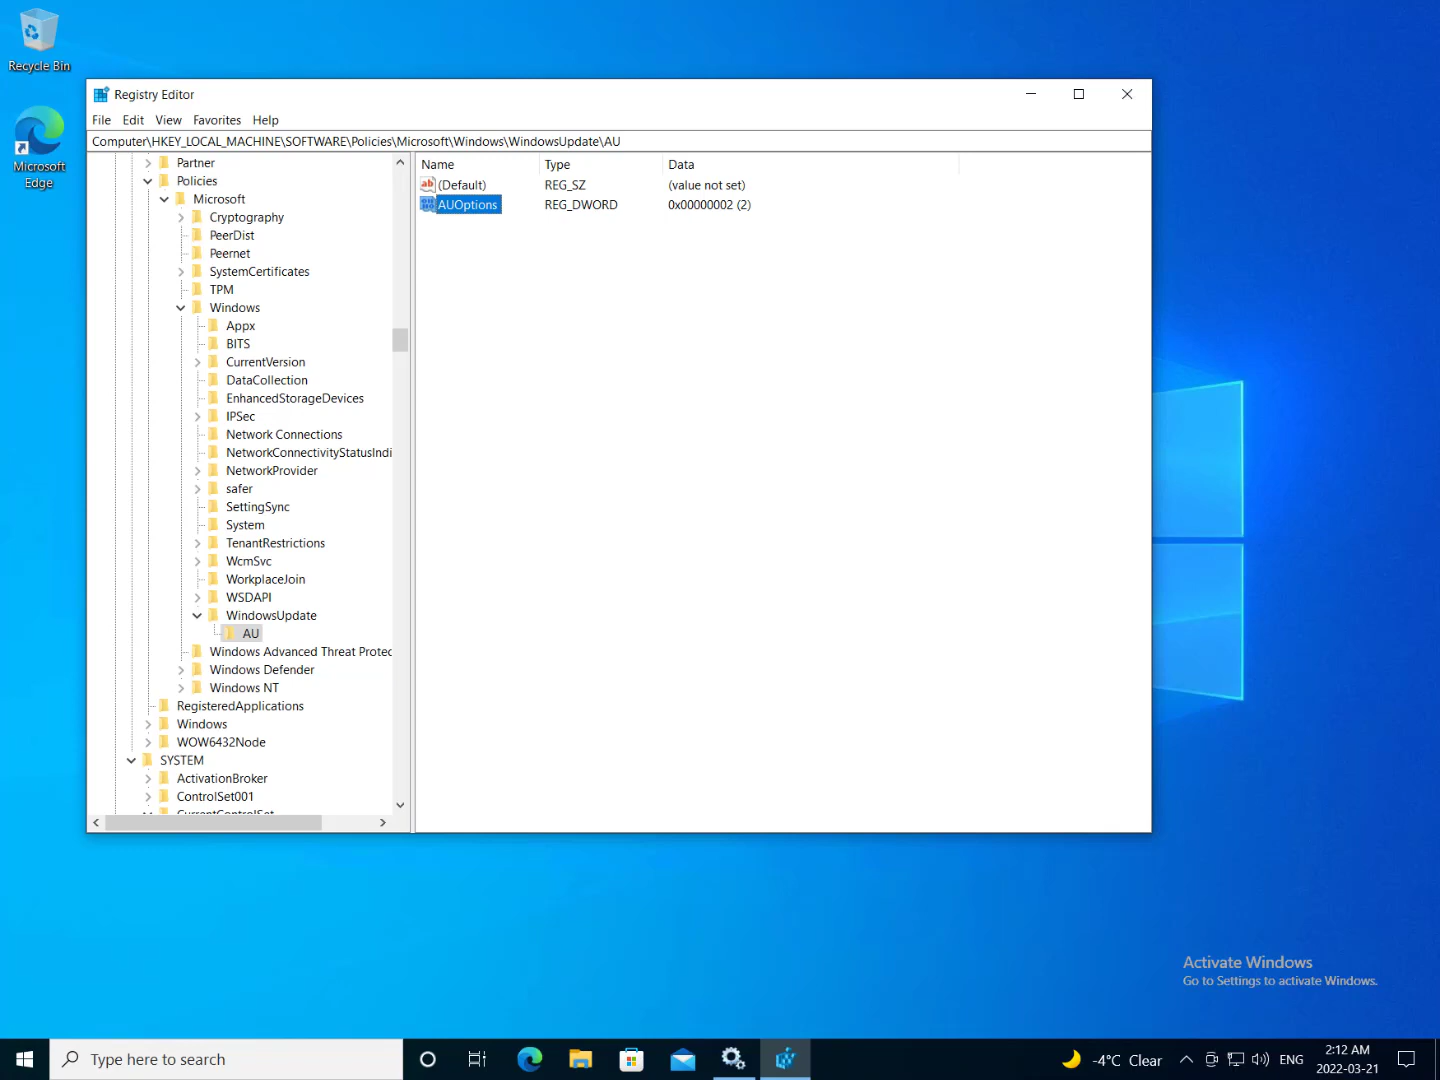 Recycle Bin
Microsoft
Edge
Registry Editor
File Edit View Favorites Help
Computer\HKEY_LOCAL_MACHINE\SOFTWARE\Policies\Microsoft\Windows\WindowsUpdate\AU
Partner
Policies
Microsoft
Cryptography
PeerDist
Peernet
SystemCertificates
TPM
Windows
Appx
BITS
CurrentVersion
DataCollection
EnhancedStorageDevices
IPSec
Network Connections
NetworkConnectivityStatusIndi
NetworkProvider
safer
SettingSync
System
TenantRestrictions
WcmSvc
WorkplaceJoin
WSDAPI
WindowsUpdate
AU
Windows Advanced Threat Protec
Windows Defender
Windows NT
RegisteredApplications
Windows
WOW6432Node
SYSTEM
ActivationBroker
ControlSet001
CurrentControlSet
Name Type Data
(Default) REG_SZ (value not set)
AUOptions REG_DWORD 0x00000002 (2)
Activate Windows
Go to Settings to activate Windows.
Type here to search
-4°C Clear
ENG
2:12 AM
2022-03-21